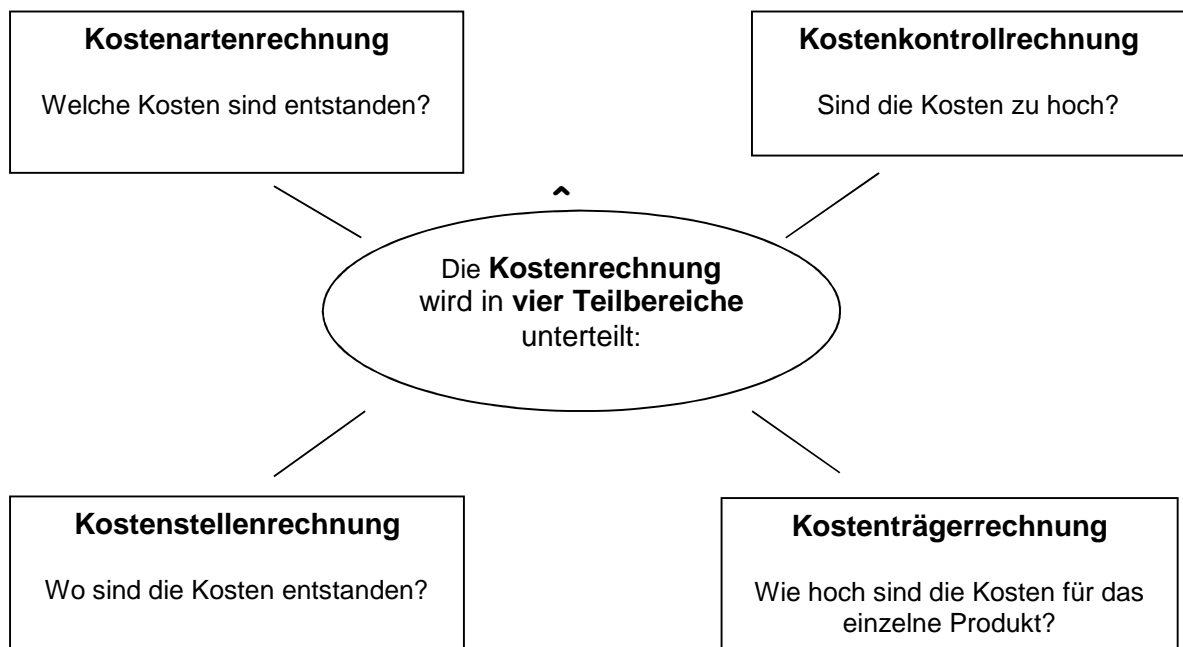 Kostenartenrechnung
Welche Kosten sind entstanden?
Kostenkontrollrechnung
Sind die Kosten zu hoch?
Die Kostenrechnung
wird in vier Teilbereiche
unterteilt:
Kostenstellenrechnung
Wo sind die Kosten entstanden?
Kostenträgerrechnung
Wie hoch sind die Kosten für das
einzelne Produkt?